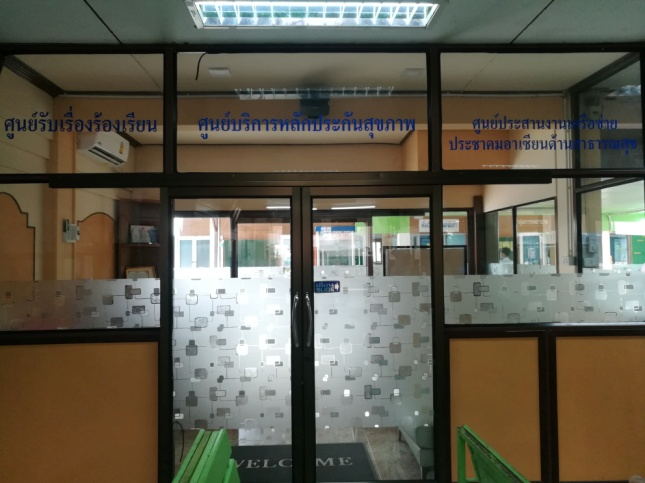 ศูนย์รับเรื่องร้องเรียน
ศูนย์บริการหลักประกันสุขภาพ
ศูนย์ประสานงานเครือข่าย
ประชาคมอาเซียนด้านสาธารณสุข
WELCOME